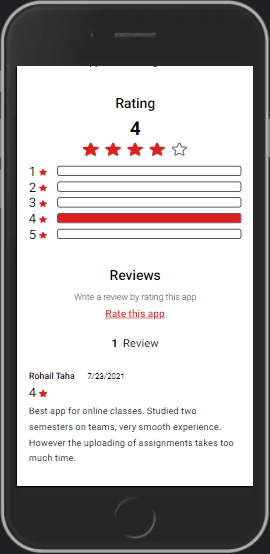 Rating
4
1
2
3
4
5
Reviews
Write a review by rating this app
Rate this app
1 Review
Rohail Taha 7/23/2021
4
Best app for online classes. Studied two
semesters on teams, very smooth experience.
However the uploading of assignments takes too
much time.